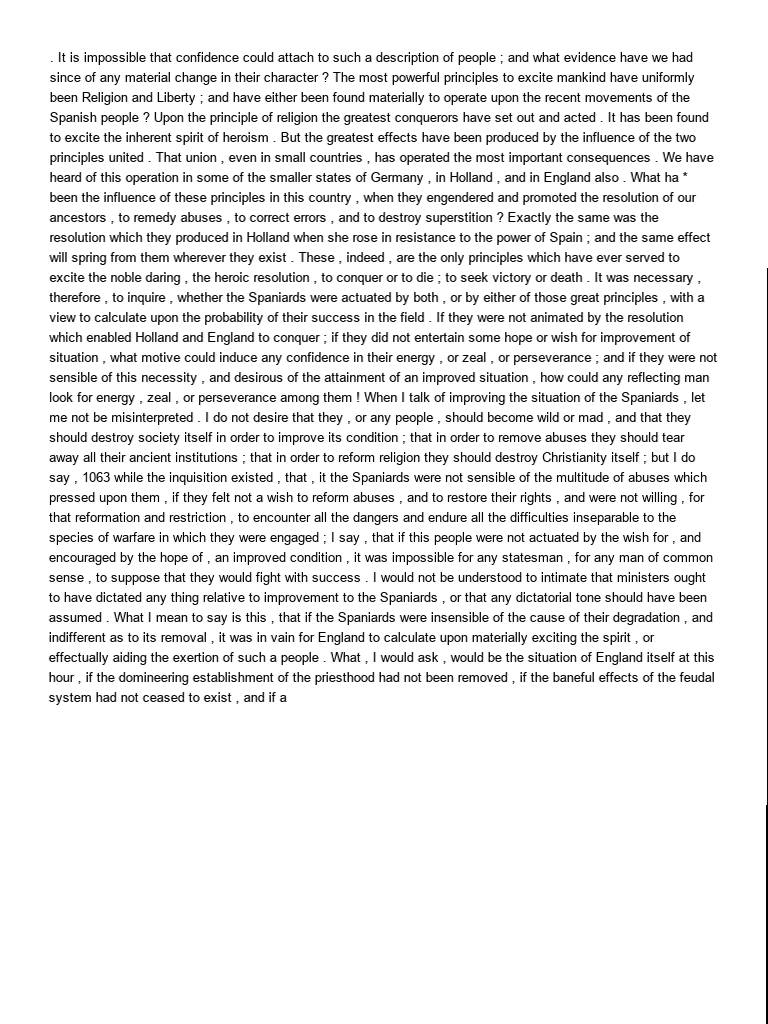 . It is impossible that confidence could attach to such a description of people ; and what evidence have we had
since of any material change in their character ? The most powerful principles to excite mankind have uniformly
been Religion and Liberty ; and have either been found materially to operate upon the recent movements of the
Spanish people ? Upon the principle of religion the greatest conquerors have set out and acted . It has been found
to excite the inherent spirit of heroism . But the greatest effects have been produced by the influence of the two
principles united . That union , even in small countries , has operated the most important consequences . We have
heard of this operation in some of the smaller states of Germany , in Holland , and in England also . What ha *
been the influence of these principles in this country , when they engendered and promoted the resolution of our
ancestors , to remedy abuses , to correct errors , and to destroy superstition ? Exactly the same was the
resolution which they produced in Holland when she rose in resistance to the power of Spain ; and the same effect
will spring from them wherever they exist . These , indeed , are the only principles which have ever served to
excite the noble daring , the heroic resolution , to conquer or to die ; to seek victory or death . It was necessary ,
therefore , to inquire , whether the Spaniards were actuated by both , or by either of those great principles , with a
view to calculate upon the probability of their success in the field . If they were not animated by the resolution
which enabled Holland and England to conquer ; if they did not entertain some hope or wish for improvement of
situation , what motive could induce any confidence in their energy , or zeal , or perseverance ; and if they were not
sensible of this necessity , and desirous of the attainment of an improved situation , how could any reflecting man
look for energy , zeal , or perseverance among them ! When I talk of improving the situation of the Spaniards , let
me not be misinterpreted . I do not desire that they , or any people , should become wild or mad , and that they
should destroy society itself in order to improve its condition ; that in order to remove abuses they should tear
away all their ancient institutions ; that in order to reform religion they should destroy Christianity itself ; but I do
say , 1063 while the inquisition existed , that , it the Spaniards were not sensible of the multitude of abuses which
pressed upon them , if they felt not a wish to reform abuses , and to restore their rights , and were not willing , for
that reformation and restriction , to encounter all the dangers and endure all the difficulties inseparable to the
species of warfare in which they were engaged ; I say , that if this people were not actuated by the wish for , and
encouraged by the hope of , an improved condition , it was impossible for any statesman , for any man of common
sense , to suppose that they would fight with success . I would not be understood to intimate that ministers ought
to have dictated any thing relative to improvement to the Spaniards , or that any dictatorial tone should have been
assumed . What I mean to say is this , that if the Spaniards were insensible of the cause of their degradation , and
indifferent as to its removal , it was in vain for England to calculate upon materially exciting the spirit , or
effectually aiding the exertion of such a people . What , I would ask , would be the situation of England itself at this
hour , if the domineering establishment of the priesthood had not been removed , if the baneful effects of the feudal
system had not ceased to exist , and if a